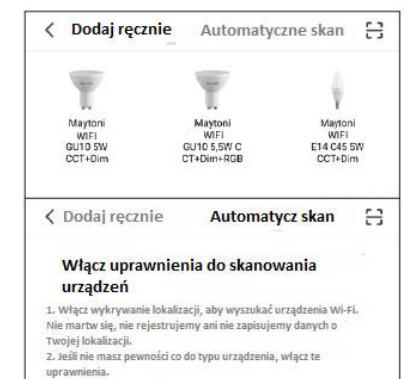 Dodaj ręcznie Automatyczne skan
Maytoni
WIFI
GU10 5W
CCT+Dim
Maytoni
WIFI
GU10 5,5W C
CT+Dim+RGB
Maytoni
WIFI
E14 C45 5W
CCT+Dim
Dodaj ręcznie Automatycz skan
Włącz uprawnienia do skanowania
urządzeń
1. Włącz wykrywanie lokalizacji, aby wyszukać urządzenia Wi-Fi.
Nie martw się, nie rejestrujemy ani nie zapisujemy danych o
Twojej lokalizacji.
2. Jeśli nie masz pewności co do typu urządzenia, włącz te
uprawnienia.